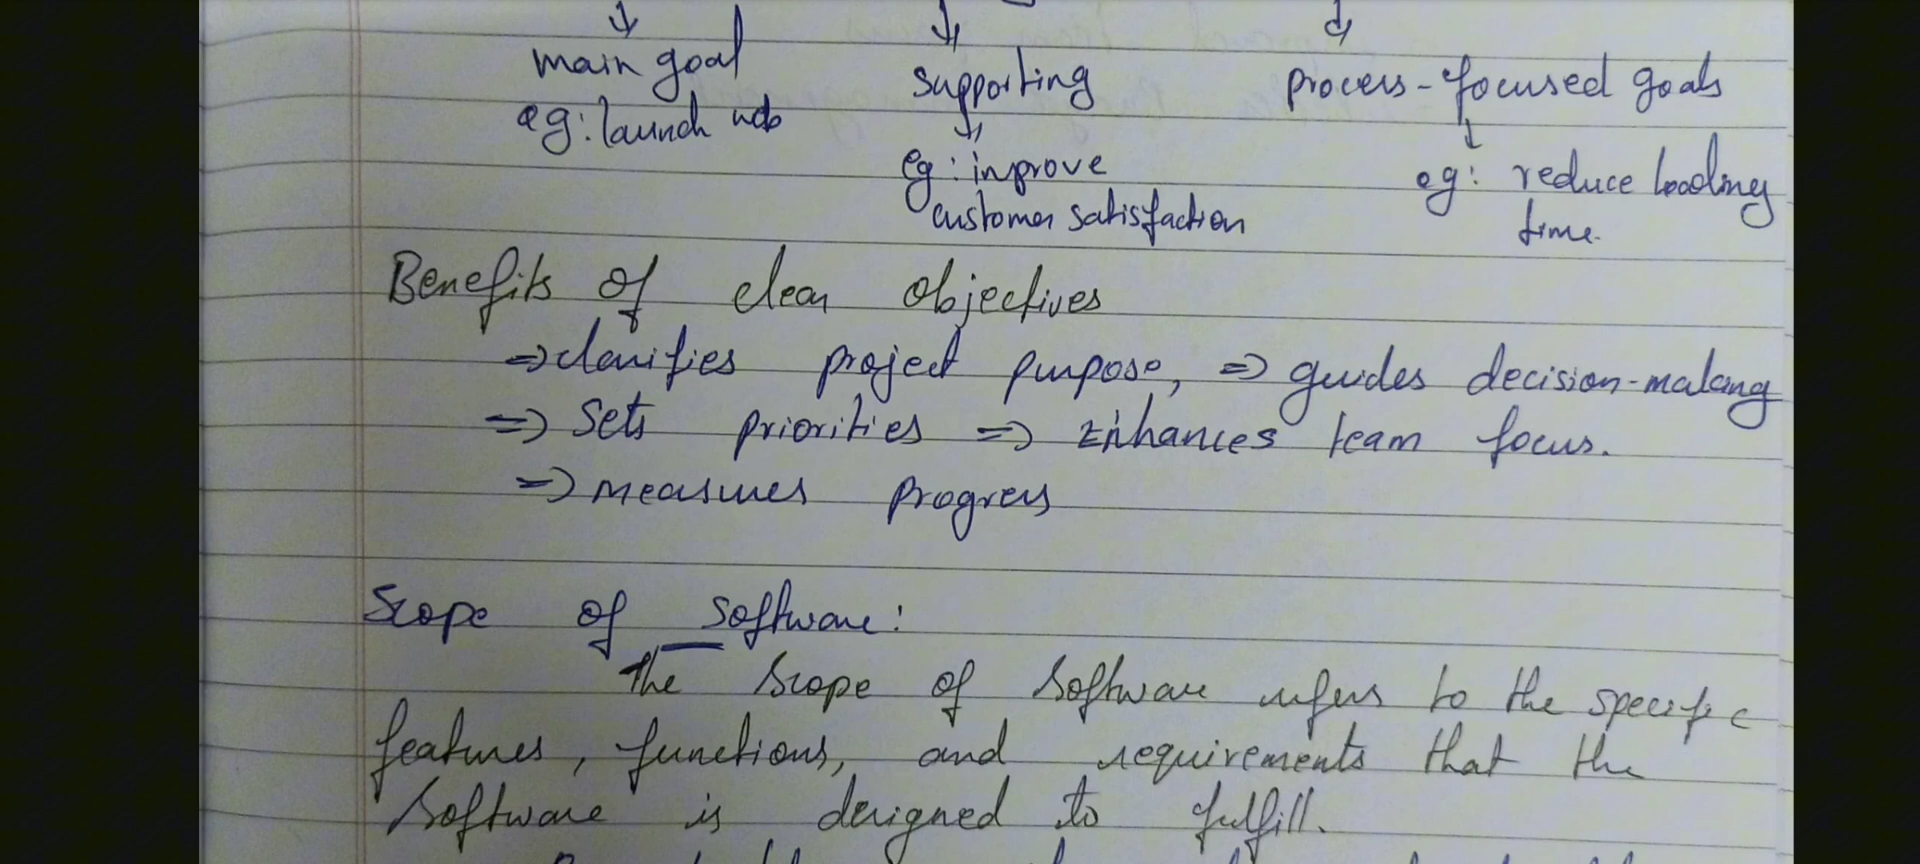 ↓ ↓ ↓
main goal supporting process-focused goals
eg: launch web ↓ ↓
eg: improve eg: reduce loading
customer satisfaction time.
Benefits of clear objectives
⇒ clarifies project purpose, ⇒ guides decision-making
⇒ Sets priorities ⇒ Enhances team focus.
⇒ measures progress
Scope of Software:
The scope of software refers to the specific
features, functions, and requirements that the
software is designed to fulfill.